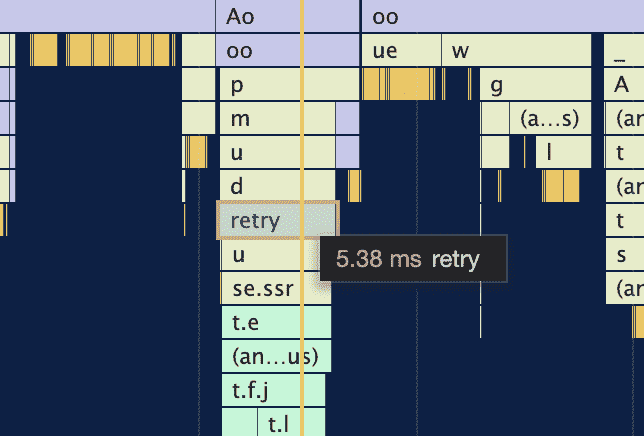 Ao oo
oo ue w _
p g A
m (a...s) (ar
u l t
d (ar
retry t
u 5.38 ms retry s
se.ssr (ar
t.e
(an...us)
t.f.j
t.l